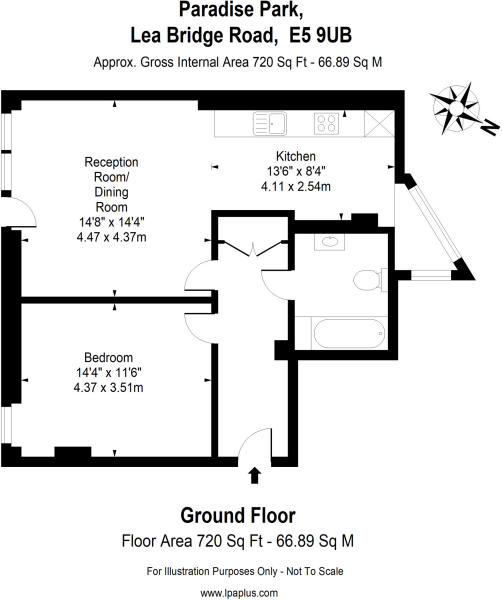 Paradise Park,
Lea Bridge Road, E5 9UB
Approx. Gross Internal Area 720 Sq Ft - 66.89 Sq M
N
Reception
Room/
Dining
Room
14'8" x 14'4"
4.47 x 4.37m
Kitchen
13'6" x 8'4"
4.11 x 2.54m
Bedroom
14'4" x 11'6"
4.37 x 3.51m
Ground Floor
Floor Area 720 Sq Ft - 66.89 Sq M
For Illustration Purposes Only - Not To Scale
www.lpaplus.com